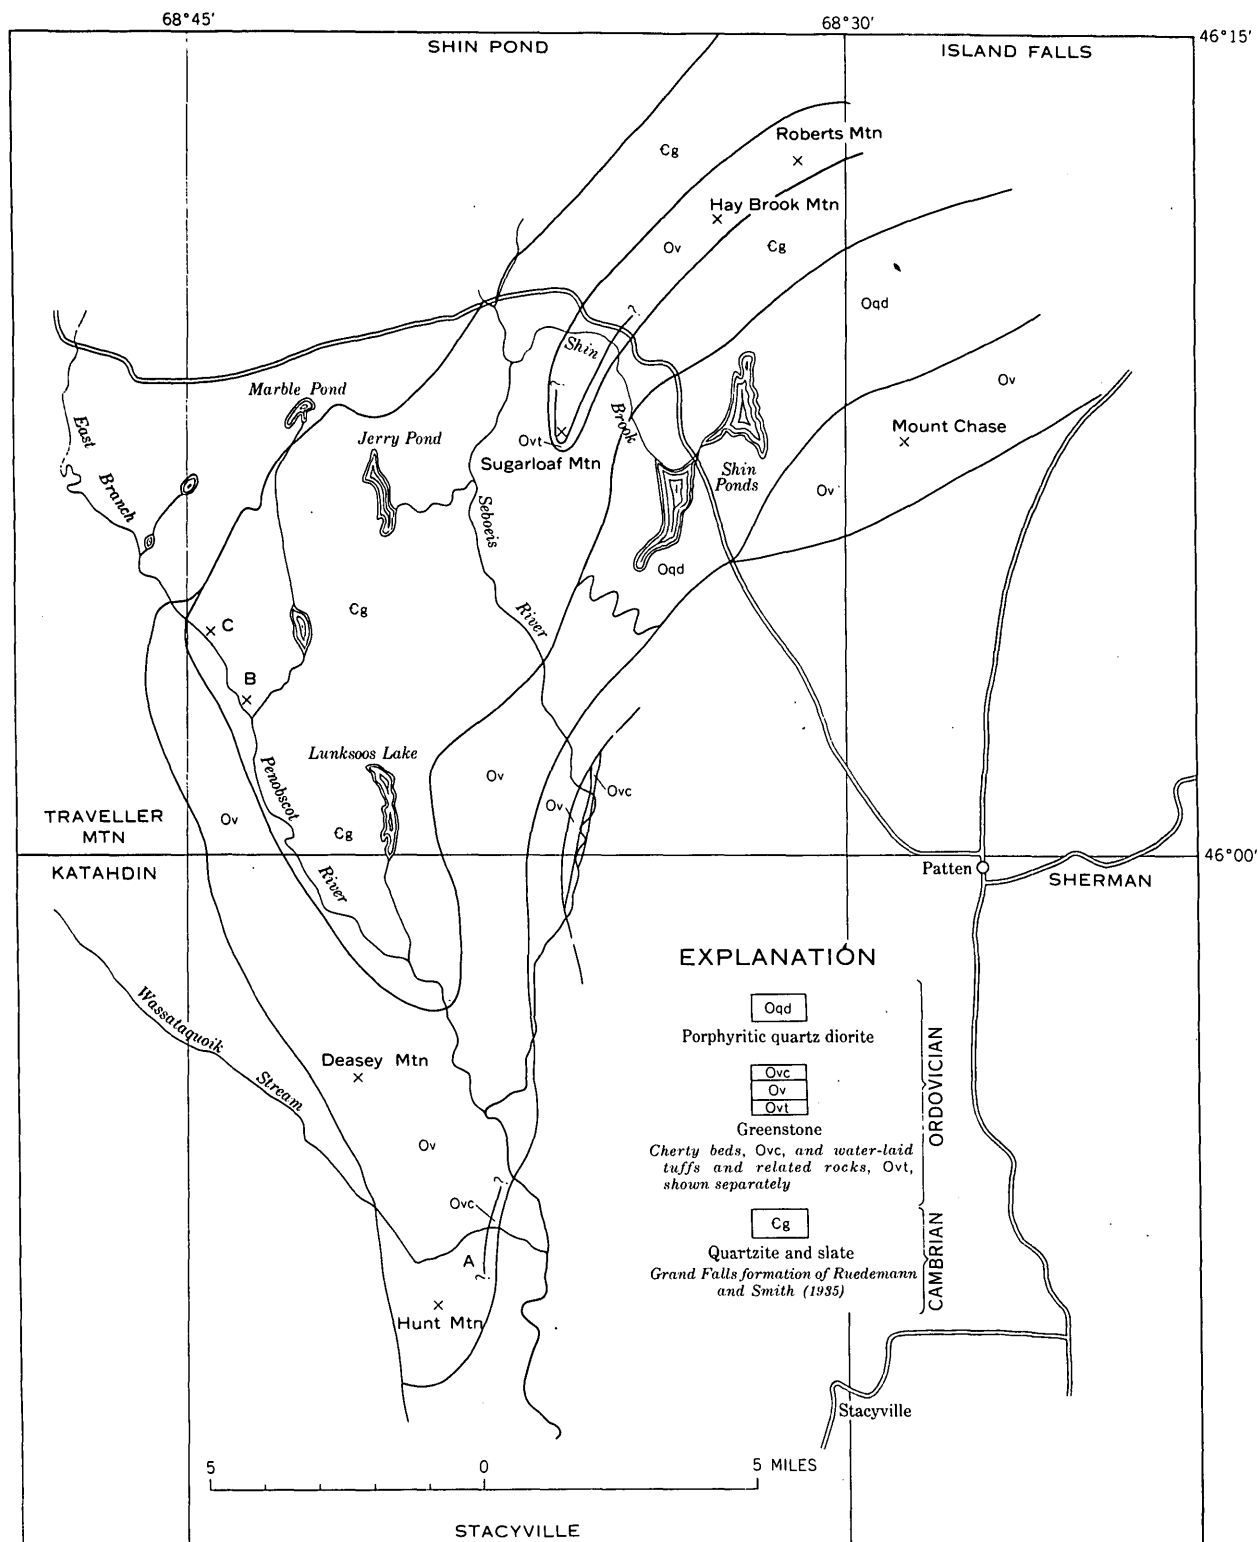 68°45′
68°30′
SHIN POND
ISLAND FALLS
46°15′
Roberts Mtn
Єg
Hay Brook Mtn
Ov
Єg
Oqd
?
Shin
Marble Pond
Ov
East
?
Brook
Jerry Pond
Mount Chase
Ovt
Sugarloaf Mtn
Shin
Ponds
Branch
Seboeis
Ov
Oqd
Єg
River
C
B
Lunksoos Lake
Penobscot
Ov
Ovc
Ov
TRAVELLER
MTN
Ov
Єg
46°00′
KATAHDIN
River
Patten
SHERMAN
Wassataquoik
Stream
Deasey Mtn
Ov
?
Ovc
A
?
Hunt Mtn
EXPLANATION
Oqd
Porphyritic quartz diorite
Ovc
Ov
Ovt
Greenstone
Cherty beds, Ovc, and water-laid
tuffs and related rocks, Ovt,
shown separately
ORDOVICIAN
Єg
Quartzite and slate
Grand Falls formation of Ruedemann
and Smith (1935)
CAMBRIAN
Stacyville
5 0 5 MILES
STACYVILLE